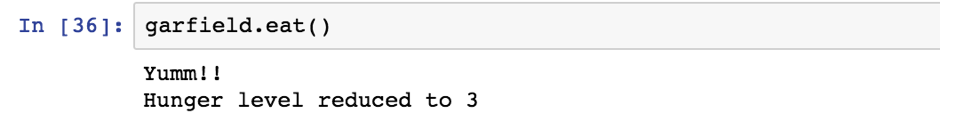 In [36]: garfield.eat()
Yumm!!
Hunger level reduced to 3